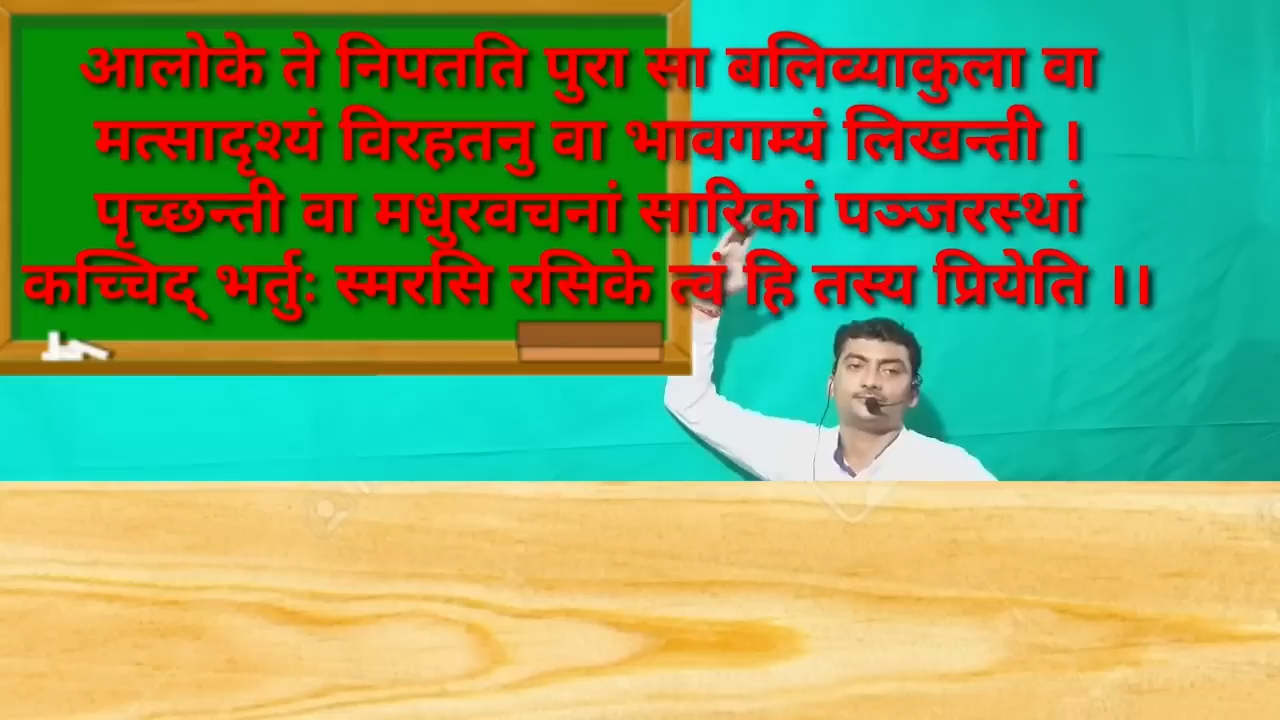 आलोके ते निपतति पुरा सा बलिव्याकुला वा
मत्सादृश्यं विरहतनु वा भावगम्यं लिखन्ती ।
पृच्छन्ती वा मधुरवचनां सारिकां पञ्जरस्थां
कच्चिद् भर्तुः स्मरसि रसिके त्वं हि तस्य प्रियेति ।।